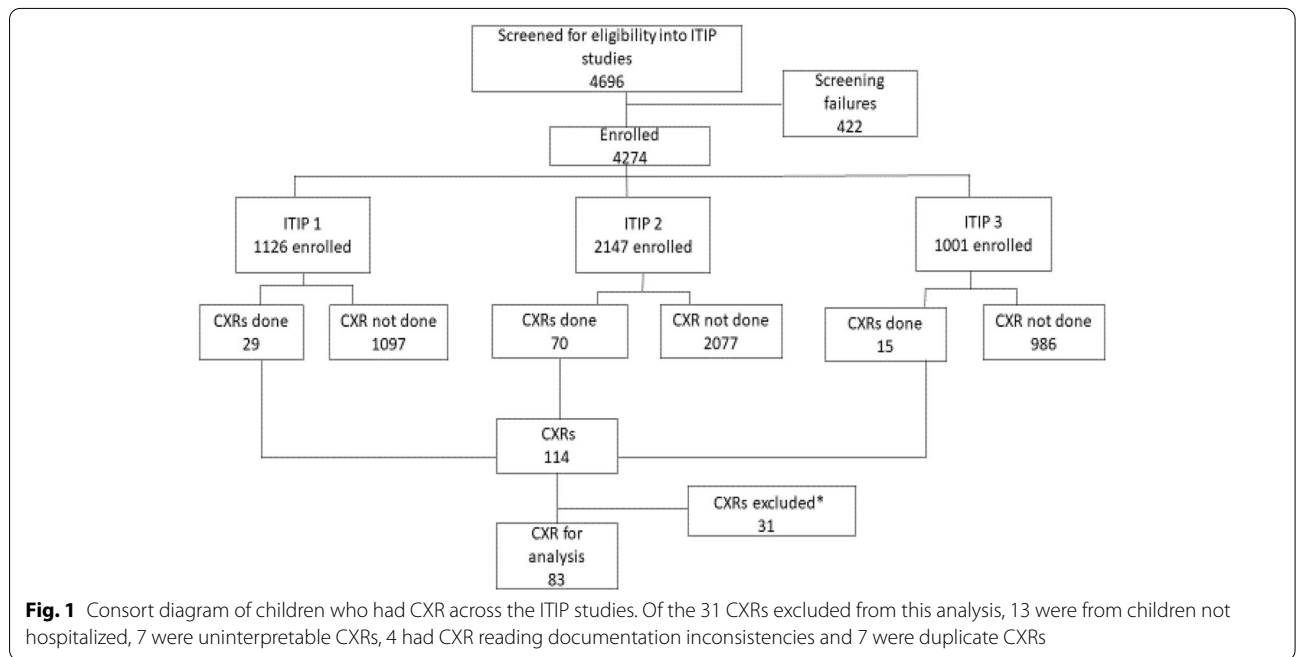 Screened for eligibility into ITIP
studies
4696
Screening
failures
422
Enrolled
4274
ITIP 1
1126 enrolled
ITIP 2
2147 enrolled
ITIP 3
1001 enrolled
CXRs done
29
CXR not done
1097
CXRs done
70
CXR not done
2077
CXRs done
15
CXR not done
986
CXRs
114
CXRs excluded*
31
CXR for
analysis
83
Fig. 1 Consort diagram of children who had CXR across the ITIP studies. Of the 31 CXRs excluded from this analysis, 13 were from children not
hospitalized, 7 were uninterpretable CXRs, 4 had CXR reading documentation inconsistencies and 7 were duplicate CXRs